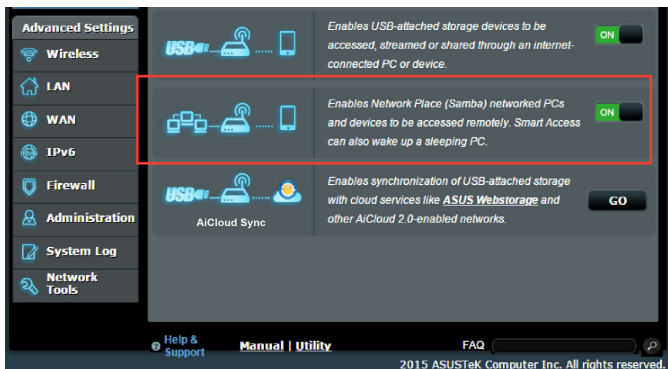 Advanced Settings
Wireless
LAN
WAN
IPv6
Firewall
Administration
System Log
Network
Tools
USB
Enables USB-attached storage devices to be
accessed, streamed or shared through an internet-
connected PC or device.
ON
Enables Network Place (Samba) networked PCs
and devices to be accessed remotely. Smart Access
can also wake up a sleeping PC.
ON
USB
AiCloud Sync
Enables synchronization of USB-attached storage
with cloud services like ASUS Webstorage and
other AiCloud 2.0-enabled networks.
GO
Help &
Support
Manual | Utility
FAQ
2015 ASUSTeK Computer Inc. All rights reserved.